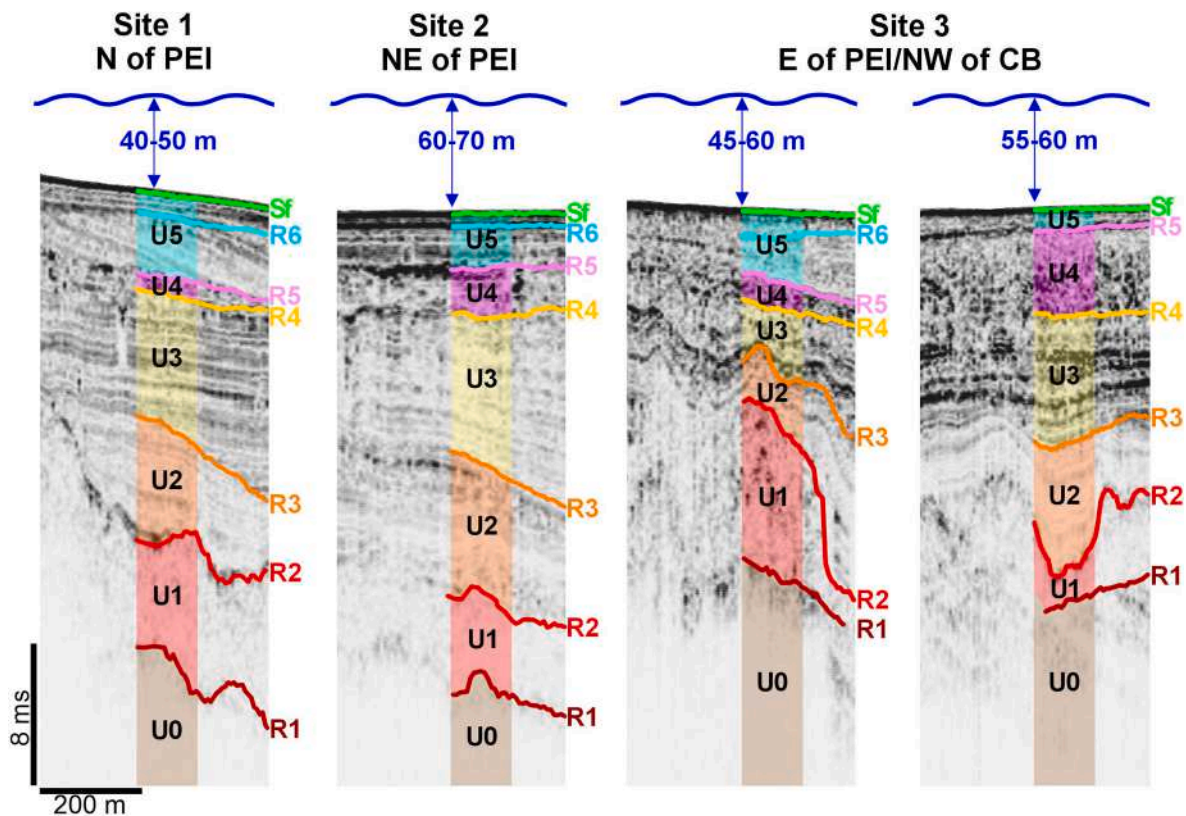 Site 1
N of PEI
Site 2
NE of PEI
Site 3
E of PEI/NW of CB
40-50 m
60-70 m
45-60 m
55-60 m
Sf
R6
R5
R4
R3
R2
R1
U5
U4
U3
U2
U1
U0
Sf
R6
R5
R4
R3
R2
R1
U5
U4
U3
U2
U1
U0
Sf
R6
R5
R4
R3
R2
R1
U5
U4
U3
U2
U1
U0
Sf
R5
R4
R3
R2
R1
U5
U4
U3
U2
U1
U0
8 ms
200 m